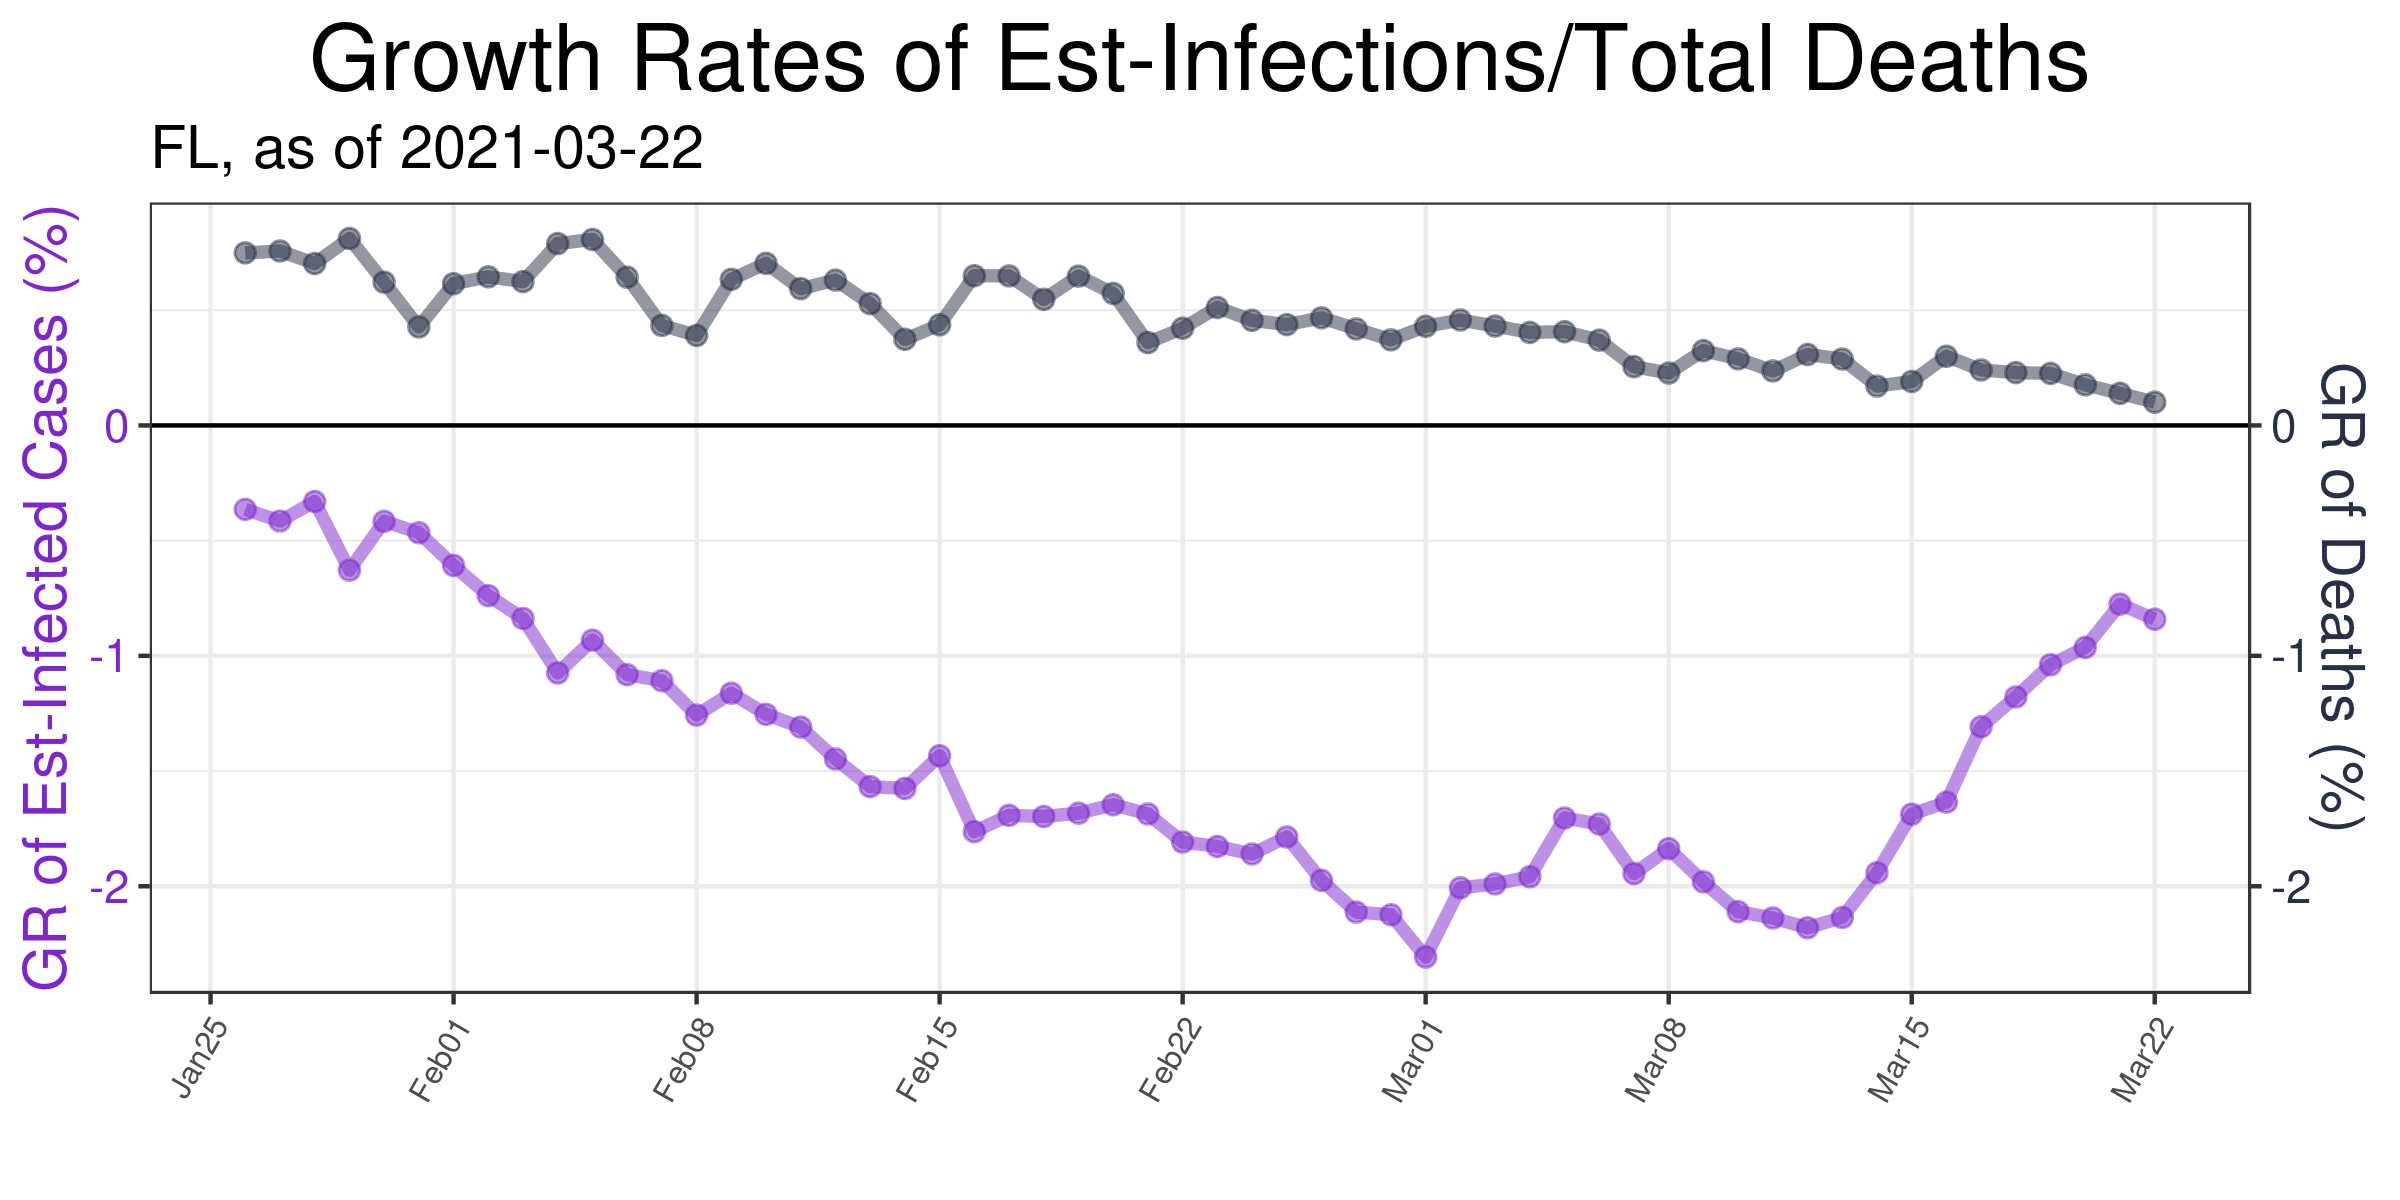 Growth Rates of Est-Infections/Total Deaths
FL, as of 2021-03-22
GR of Est-Infected Cases (%)
0
-1
-2
0
-1
-2
GR of Deaths (%)
Jan25 Feb01 Feb08 Feb15 Feb22 Mar01 Mar08 Mar15 Mar22